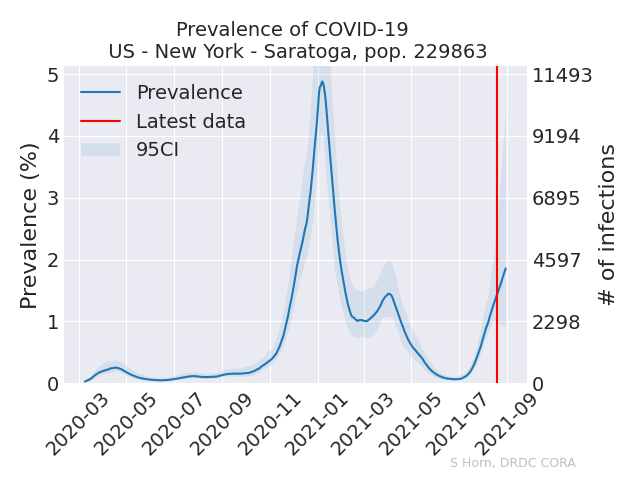 Prevalence of COVID-19
US - New York - Saratoga, pop. 229863
Prevalence
Latest data
95CI
Prevalence (%)
5
4
3
2
1
0
# of infections
11493
9194
6895
4597
2298
0
2020-03
2020-05
2020-07
2020-09
2020-11
2021-01
2021-03
2021-05
2021-07
2021-09
S Horn, DRDC CORA